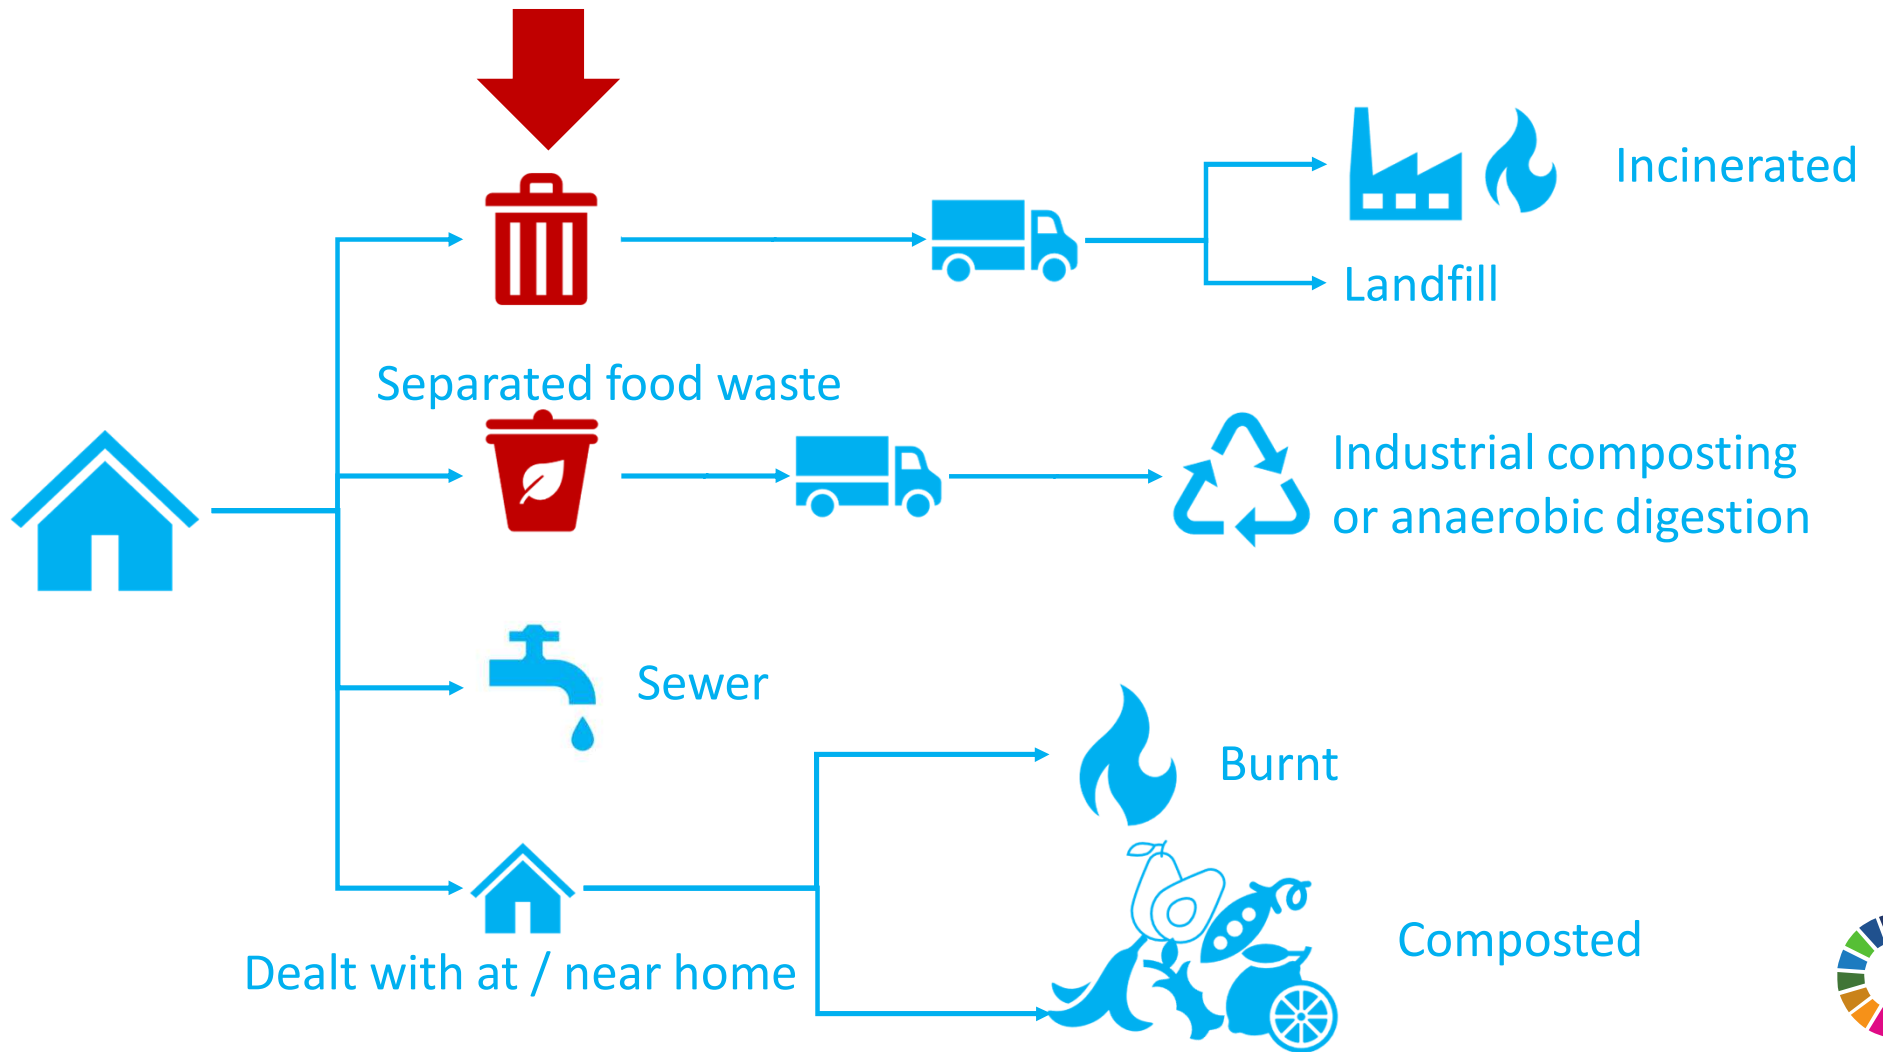 Incinerated
Landfill
Separated food waste
Industrial composting
or anaerobic digestion
Sewer
Burnt
Dealt with at / near home
Composted